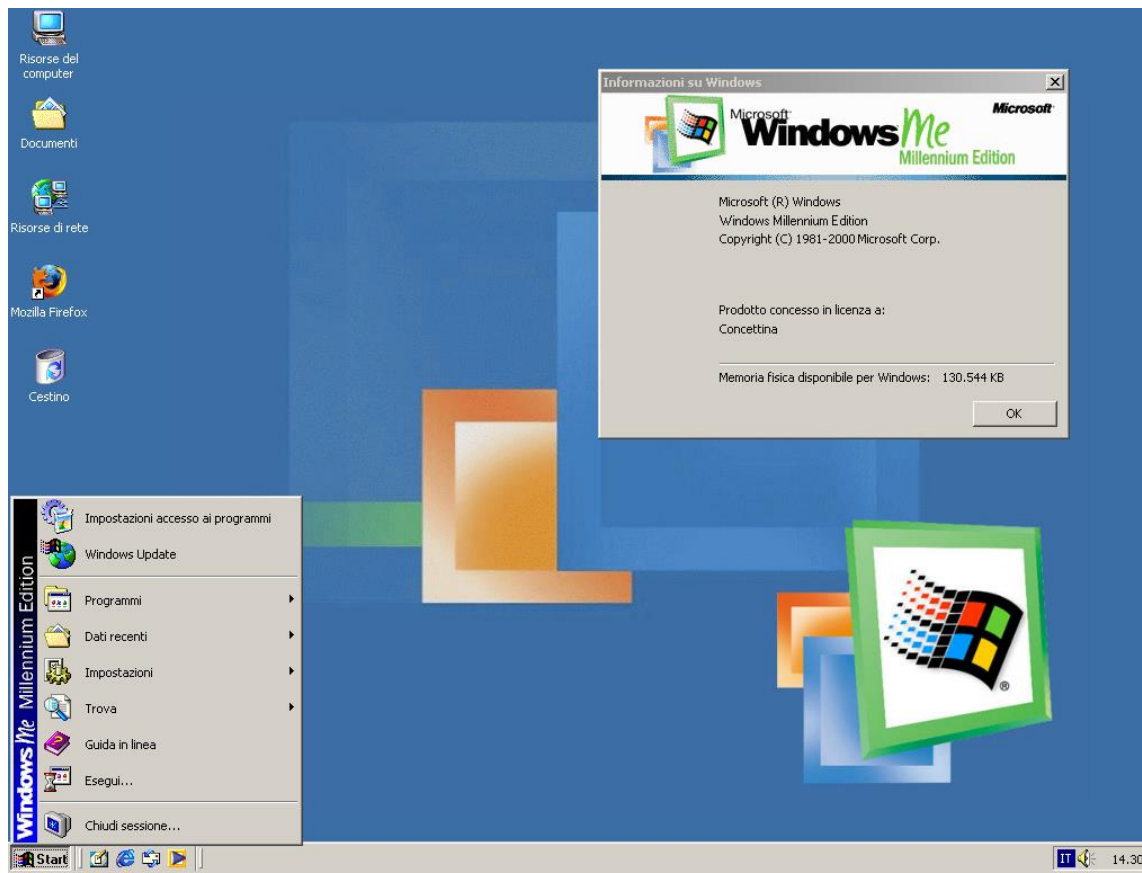 Risorse del
computer
Documenti
Risorse di rete
Mozilla Firefox
Cestino
Informazioni su Windows
Microsoft
Microsoft
Windows Me
Millennium Edition
Microsoft (R) Windows
Windows Millennium Edition
Copyright (C) 1981-2000 Microsoft Corp.
Prodotto concesso in licenza a:
Concettina
Memoria fisica disponibile per Windows: 130.544 KB
OK
Windows Me Millennium Edition
Impostazioni accesso ai programmi
Windows Update
Programmi
Dati recenti
Impostazioni
Trova
Guida in linea
Esegui...
Chiudi sessione...
®
Start
IT
14.30